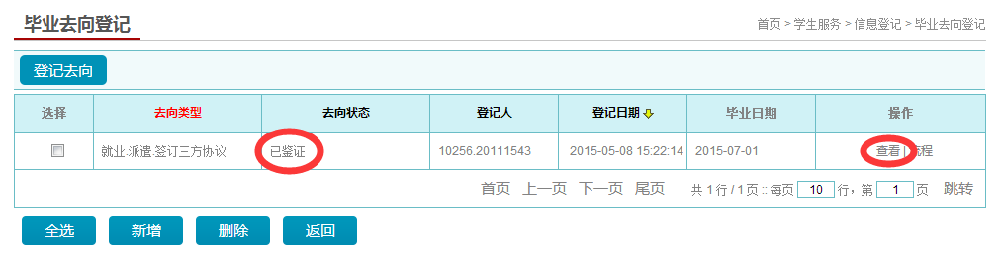 毕业去向登记
首页 > 学生服务 > 信息登记 > 毕业去向登记
登记去向
选择 去向类型 去向状态 登记人 登记日期 毕业日期 操作
就业.派遣.签订三方协议 已鉴证 10256.20111543 2015-05-08 15:22:14 2015-07-01 查看 | 流程
首页 上一页 下一页 尾页 共 1 行 / 1 页 :: 每页 10 行，第 1 页 跳转
全选 新增 删除 返回